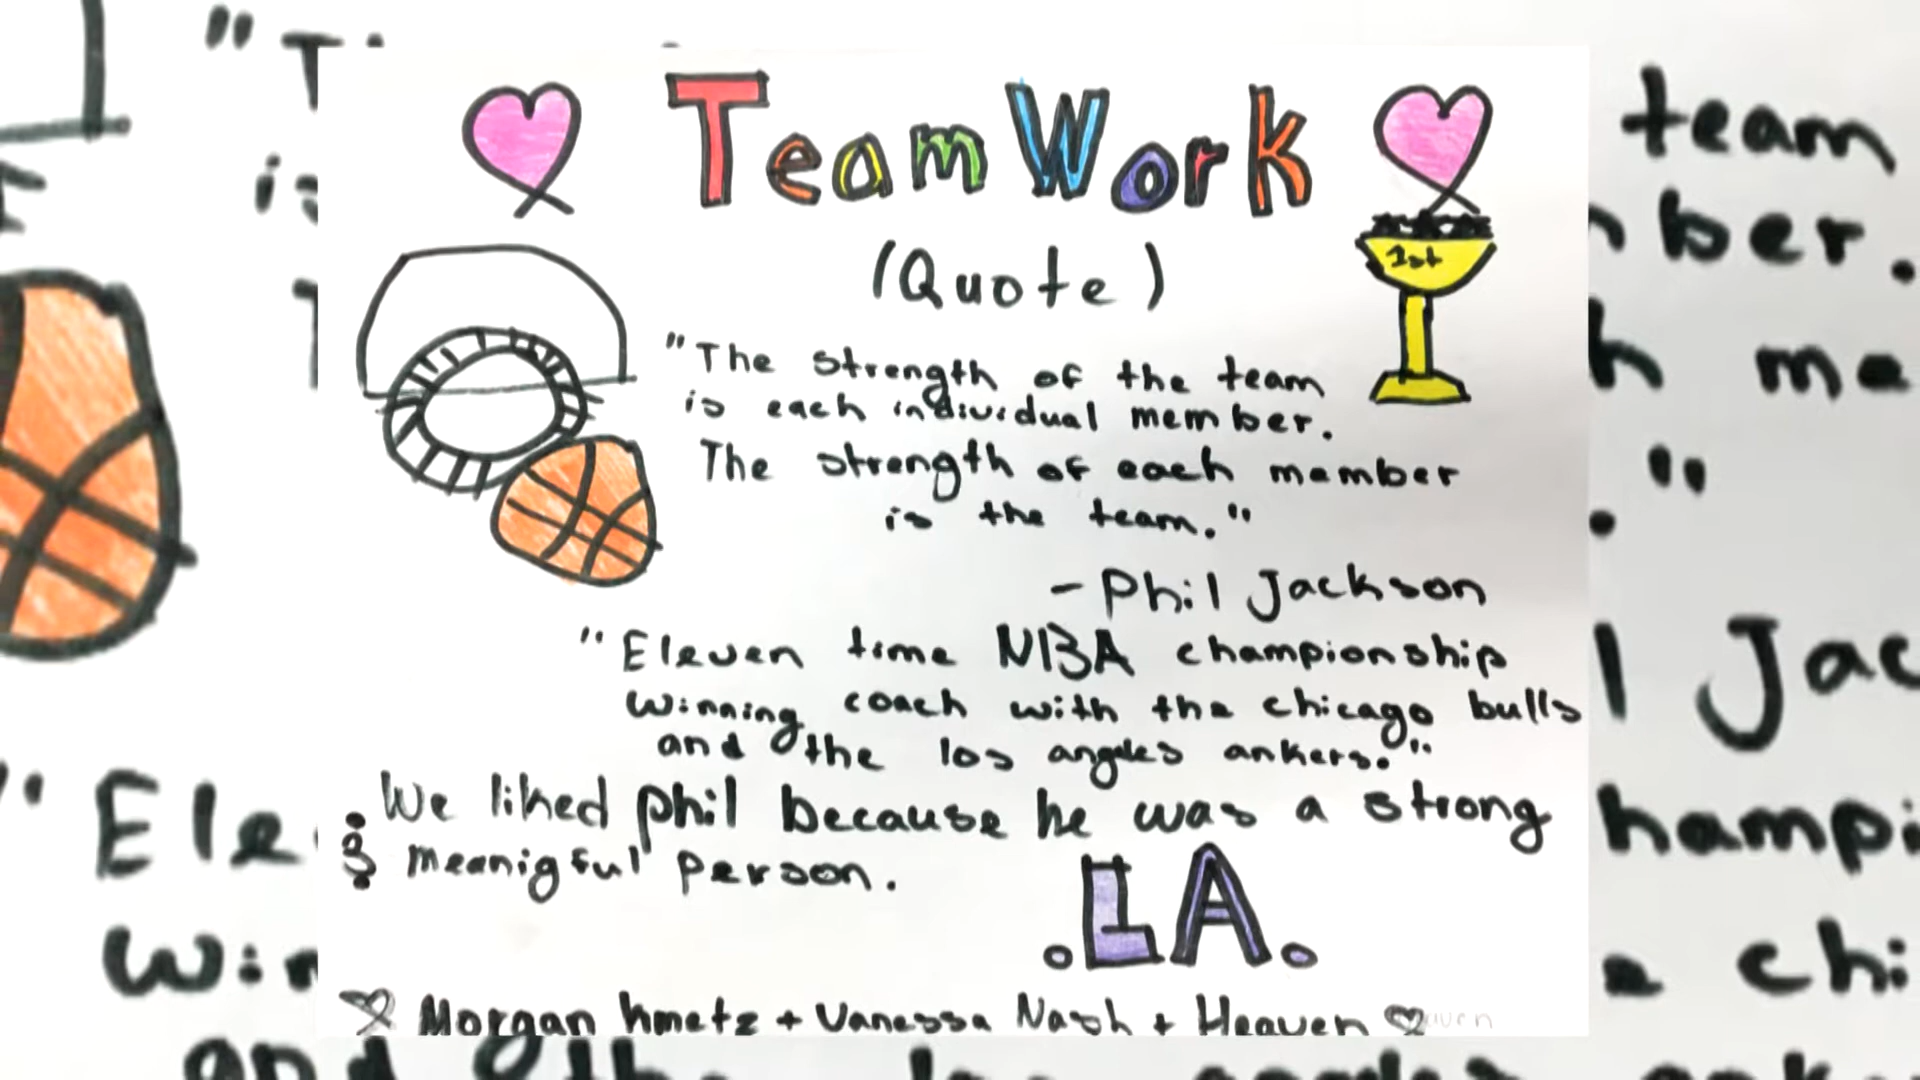 TeamWork
(Quote)
1st
"The strength of the team
is each individual member.
The strength of each member
is the team."
- Phil Jackson
"Eleven time NBA championship
winning coach with the chicago bulls
and the los angeles ankers."
We liked phil because he was a strong
& meanigful person.
.LA.
Morgan kmetz + Vanessa Nash + Heaven